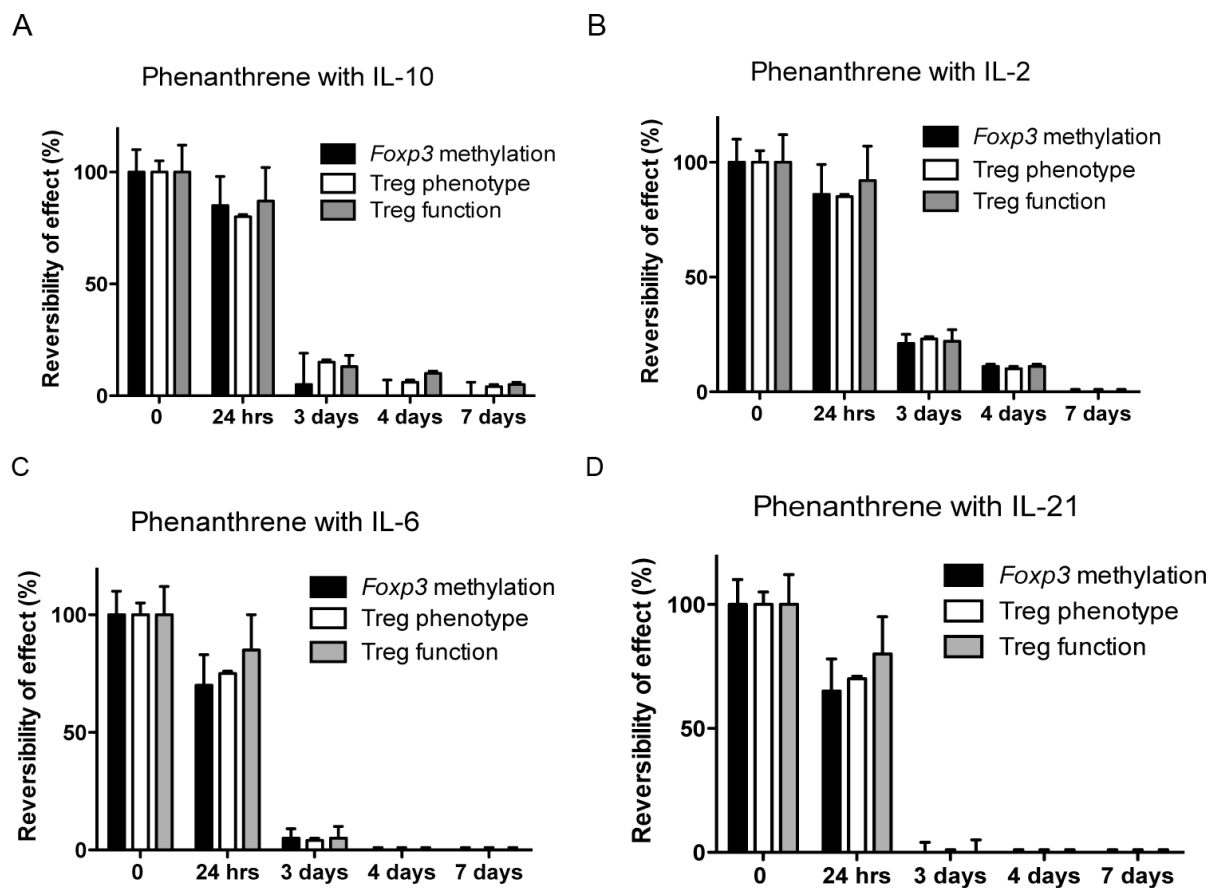 A
Phenanthrene with IL-10
Reversibility of effect (%)
100
50
0
Foxp3 methylation
Treg phenotype
Treg function
0 24 hrs 3 days 4 days 7 days
B
Phenanthrene with IL-2
Reversibility of effect (%)
100
50
0
Foxp3 methylation
Treg phenotype
Treg function
0 24 hrs 3 days 4 days 7 days
C
Phenanthrene with IL-6
Reversibility of effect (%)
100
50
0
Foxp3 methylation
Treg phenotype
Treg function
0 24 hrs 3 days 4 days 7 days
D
Phenanthrene with IL-21
Reversibility of effect (%)
100
50
0
Foxp3 methylation
Treg phenotype
Treg function
0 24 hrs 3 days 4 days 7 days